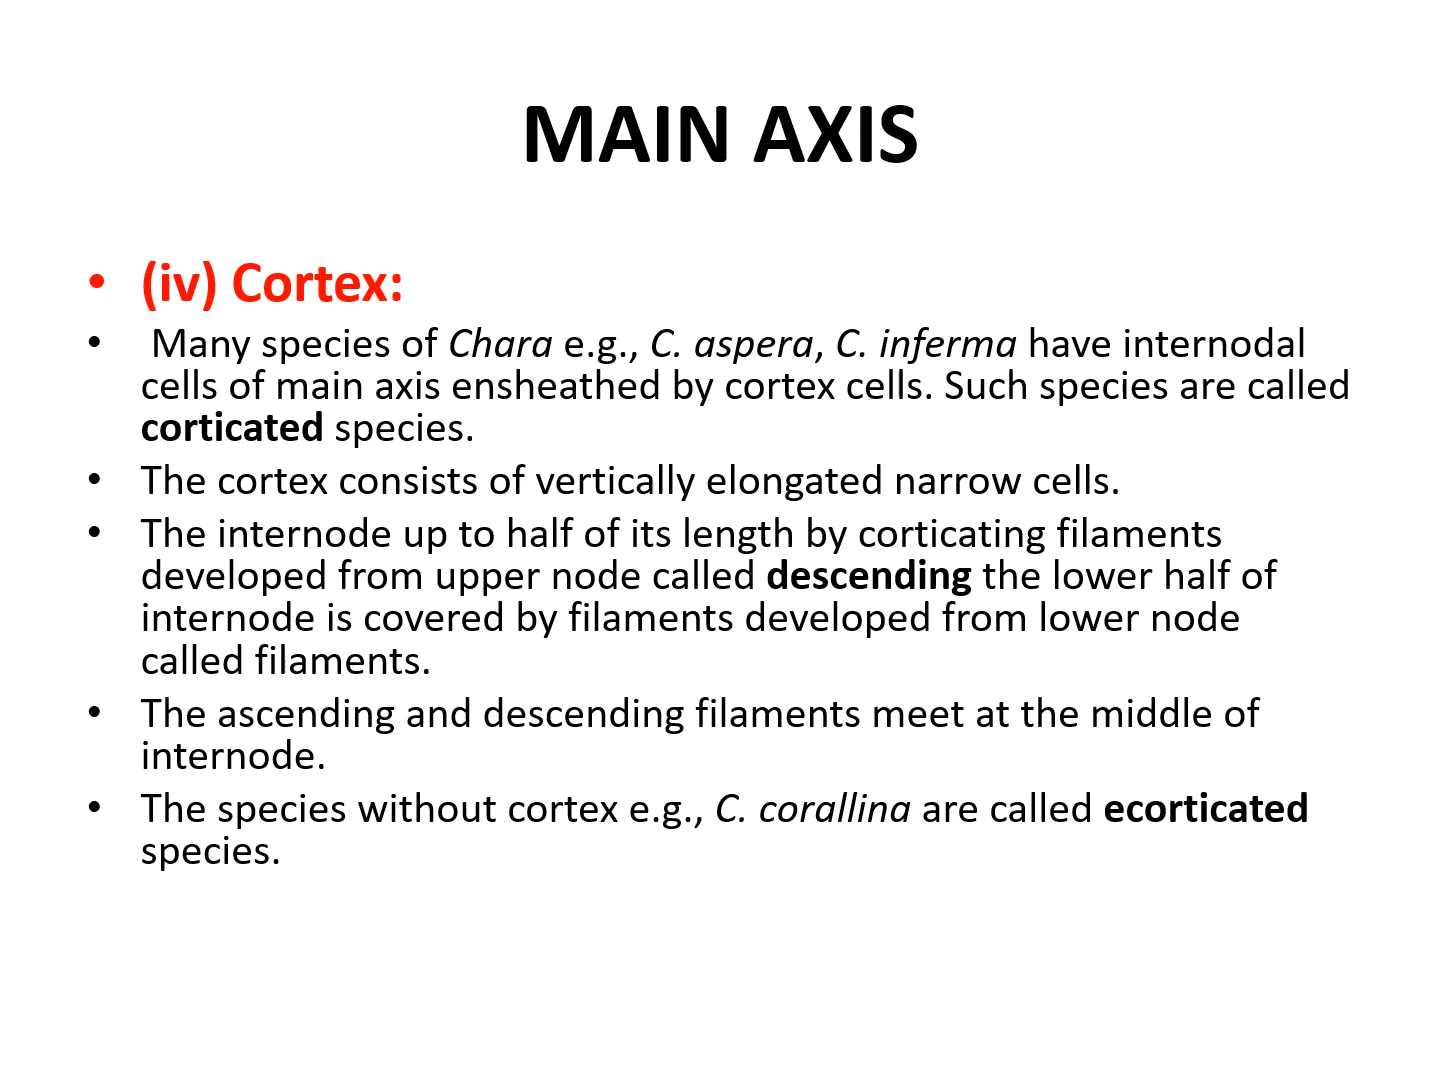 MAIN AXIS
• (iv) Cortex:
• Many species of Chara e.g., C. aspera, C. inferma have internodal
cells of main axis ensheathed by cortex cells. Such species are called
corticated species.
• The cortex consists of vertically elongated narrow cells.
• The internode up to half of its length by corticating filaments
developed from upper node called descending the lower half of
internode is covered by filaments developed from lower node
called filaments.
• The ascending and descending filaments meet at the middle of
internode.
• The species without cortex e.g., C. corallina are called ecorticated
species.